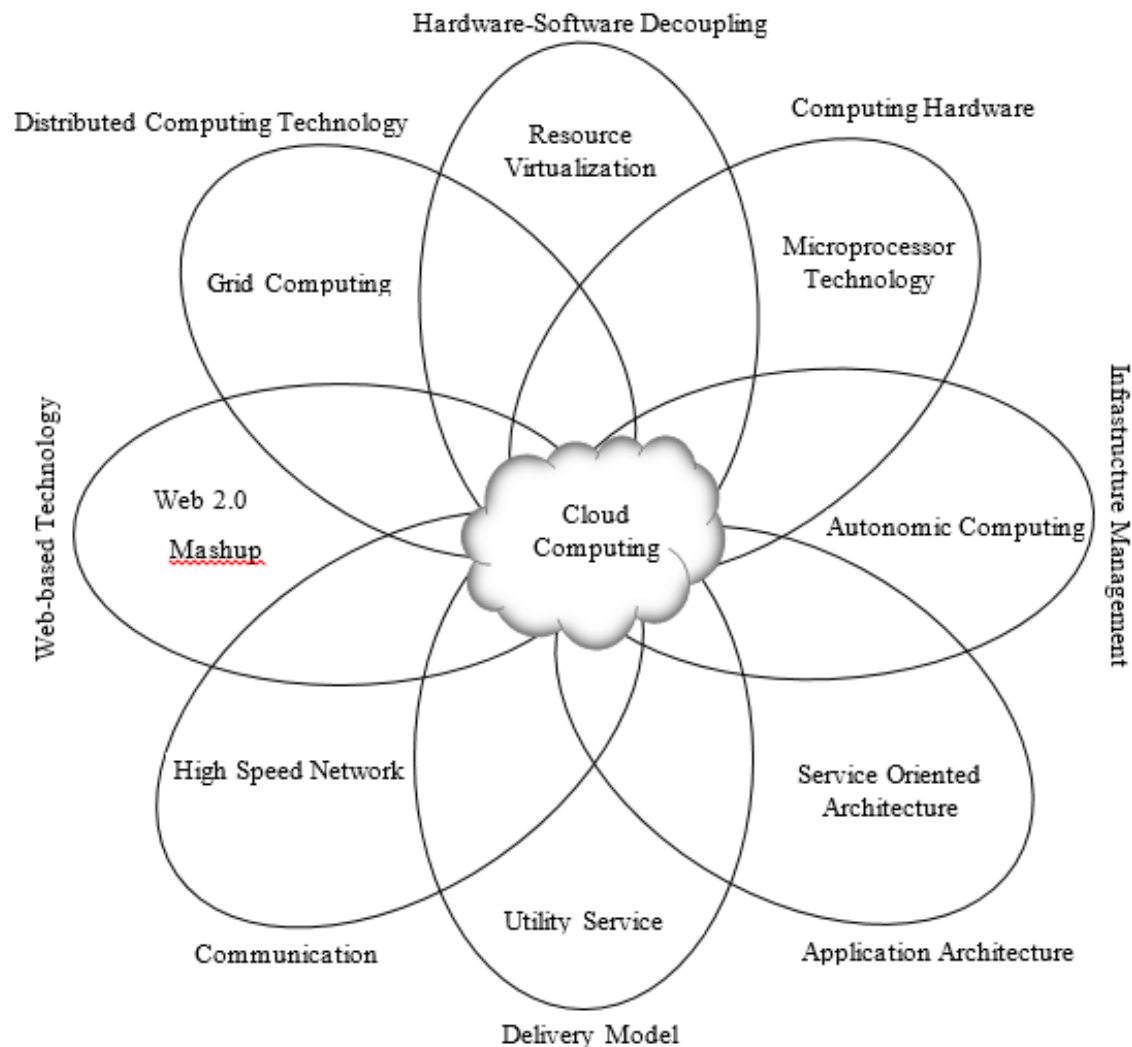 Hardware-Software Decoupling
Distributed Computing Technology
Computing Hardware
Resource
Virtualization
Grid Computing
Microprocessor
Technology
Web-based Technology
Web 2.0
Mashup
Cloud
Computing
Autonomic Computing
Infrastructure Management
High Speed Network
Service Oriented
Architecture
Utility Service
Communication
Application Architecture
Delivery Model